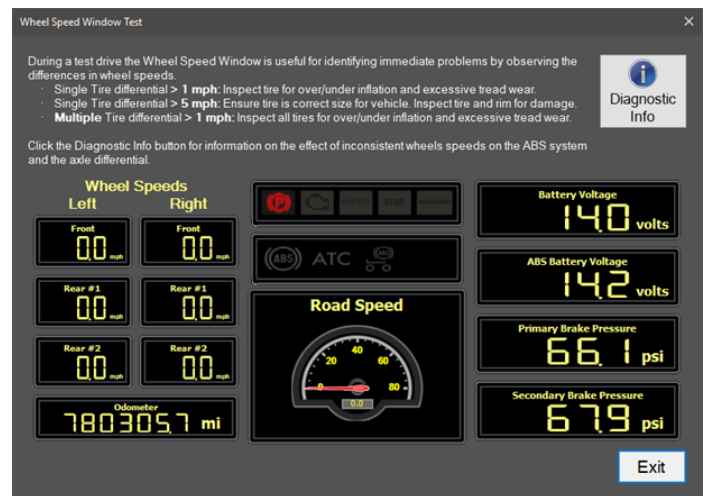 Wheel Speed Window Test
During a test drive the Wheel Speed Window is useful for identifying immediate problems by observing the
differences in wheel speeds.
· Single Tire differential > 1 mph: Inspect tire for over/under inflation and excessive tread wear.
· Single Tire differential > 5 mph: Ensure tire is correct size for vehicle. Inspect tire and rim for damage.
· Multiple Tire differential > 1 mph: Inspect all tires for over/under inflation and excessive tread wear.
Click the Diagnostic Info button for information on the effect of inconsistent wheels speeds on the ABS system
and the axle differential.
Diagnostic
Info
Wheel Speeds
Left Right
Front
0.0 mph
Front
0.0 mph
Rear #1
0.0 mph
Rear #1
0.0 mph
Rear #2
0.0 mph
Rear #2
0.0 mph
Odometer
780305.7 mi
(P) PROTECT STOP WARNING
(ABS) ATC (ABS)
Road Speed
0 20 40 60 80
0.0
Battery Voltage
14.0 volts
ABS Battery Voltage
14.2 volts
Primary Brake Pressure
66.1 psi
Secondary Brake Pressure
67.9 psi
Exit